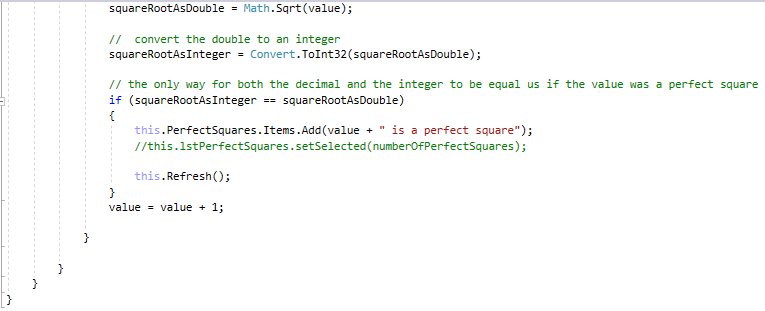 squareRootAsDouble = Math.Sqrt(value);
//  convert the double to an integer
squareRootAsInteger = Convert.ToInt32(squareRootAsDouble);
// the only way for both the decimal and the integer to be equal us if the value was a perfect square
if (squareRootAsInteger == squareRootAsDouble)
{
this.PerfectSquares.Items.Add(value + " is a perfect square");
//this.lstPerfectSquares.setSelected(numberOfPerfectSquares);
this.Refresh();
}
value = value + 1;
}
}
}
}